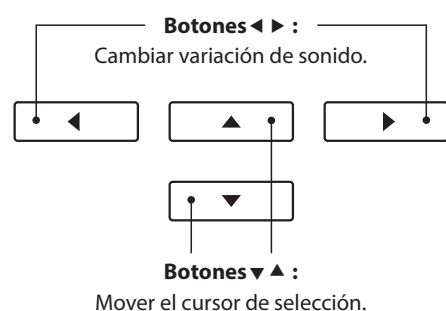 Botones◀ ▶ :
Cambiar variación de sonido.
◀ ▲ ▶
▼
Botones▼ ▲ :
Mover el cursor de selección.